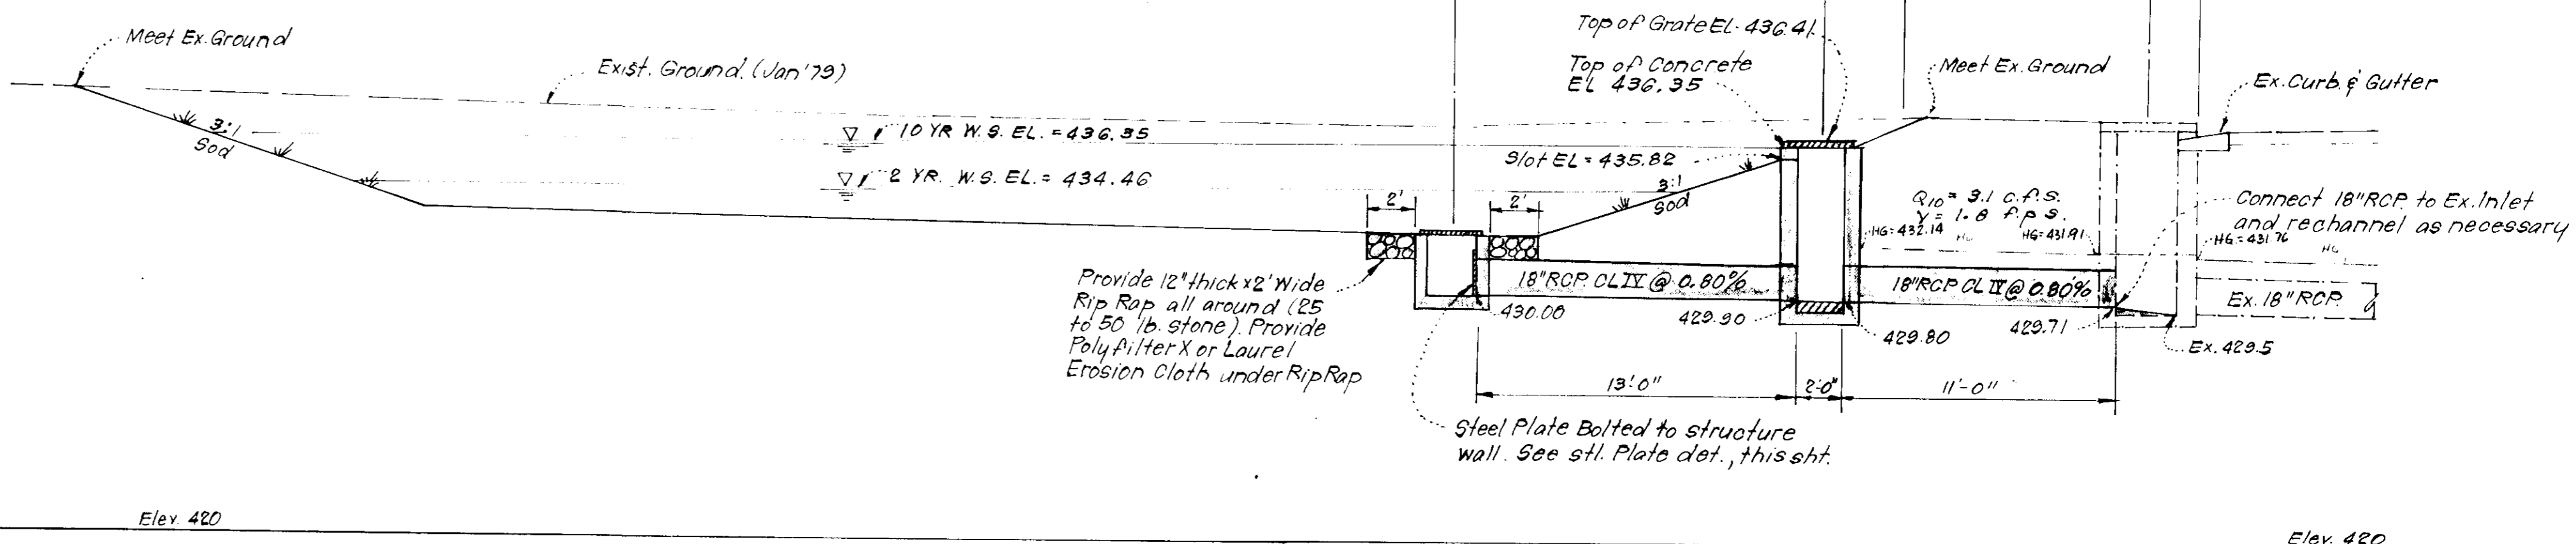 Meet Ex. Ground
Exist. Ground. (Jan '79)
Top of Grate EL. 436.41
Top of Concrete
EL 436.35
Meet Ex. Ground
Ex. Curb & Gutter
3:1
Sod
10 YR W.S. EL. = 436.35
2 YR. W.S. EL. = 434.46
Slot EL = 435.82
3:1
Sod
2'
2'
Q10 = 3.1 c.f.s.
V = 1.8 f.p.s.
HG=432.14
HG
HG=431.91
HG=431.76
HG
Connect 18" RCP. to Ex. Inlet
and rechannel as necessary
Provide 12" thick x 2' Wide
Rip Rap all around (25
to 50 lb. stone). Provide
Poly filter X or Laurel
Erosion Cloth under Rip Rap
18" RCP. CL IV @ 0.80%
18" RCP CL IV @ 0.80%
Ex. 18" RCP.
430.00
429.90
429.80
429.71
Ex. 429.5
13'-0"
2'-0"
11'-0"
Steel Plate Bolted to structure
wall. See stl. Plate det., this sht.
Elev. 420
Elev. 420